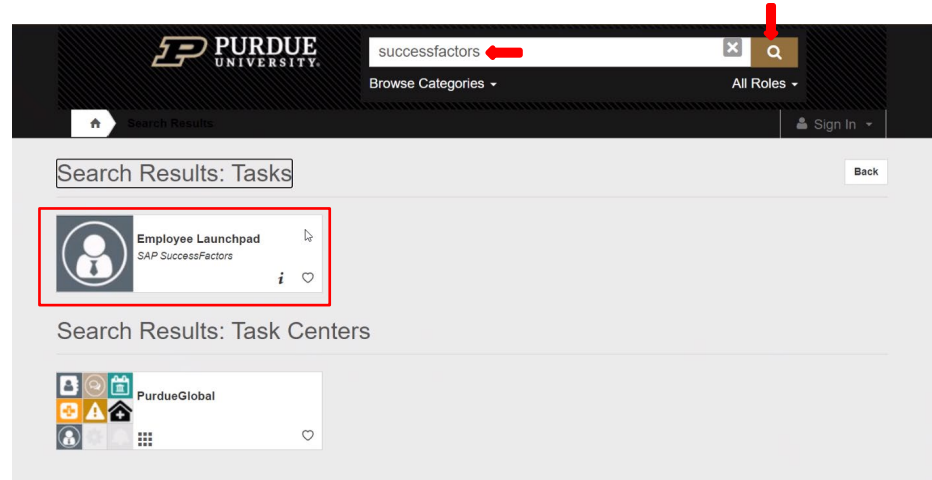 PURDUE
UNIVERSITY.
successfactors
Browse Categories
All Roles
Search Results
Sign In
Search Results: Tasks
Back
Employee Launchpad
SAP SuccessFactors
i
Search Results: Task Centers
PurdueGlobal